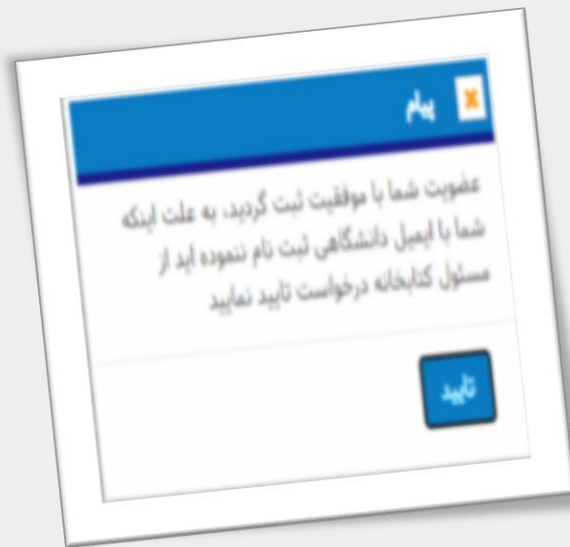 پیام
عضویت شما با موفقیت ثبت گردید، به علت اینکه
شما با ایمیل دانشگاهی ثبت نام ننموده اید از
مسئول کتابخانه درخواست تایید نمایید
تایید